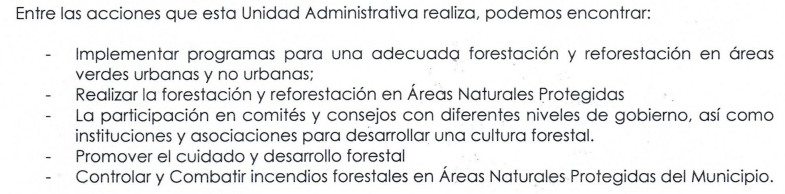 Entre las acciones que esta Unidad Administrativa realiza, podemos encontrar:
- Implementar programas para una adecuada forestación y reforestación en áreas
verdes urbanas y no urbanas;
- Realizar la forestación y reforestación en Áreas Naturales Protegidas
- La participación en comités y consejos con diferentes niveles de gobierno, así como
instituciones y asociaciones para desarrollar una cultura forestal.
- Promover el cuidado y desarrollo forestal
- Controlar y Combatir incendios forestales en Áreas Naturales Protegidas del Municipio.